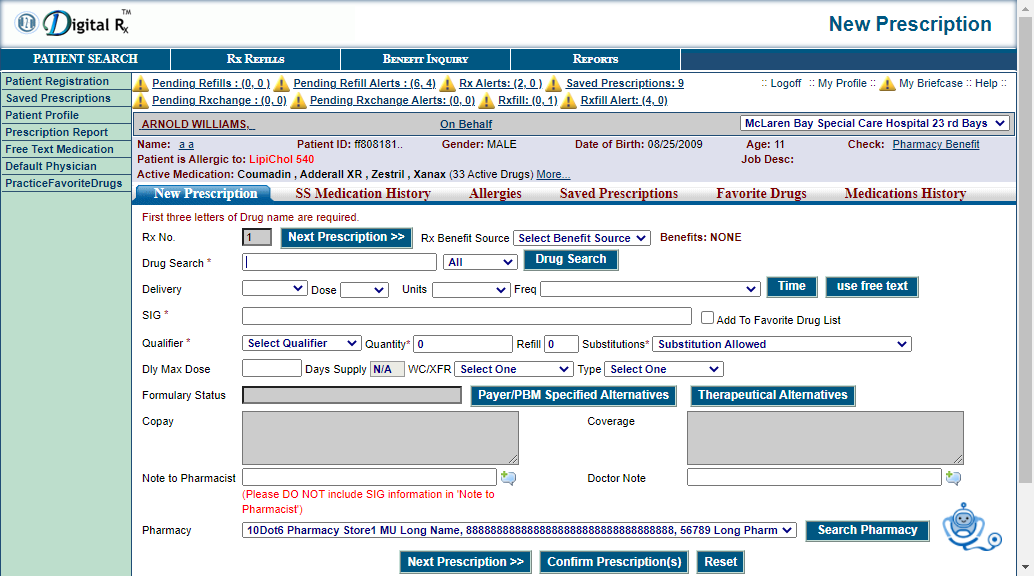 Digital Rx TM
New Prescription
PATIENT SEARCH RX REFILLS BENEFIT INQUIRY REPORTS
Patient Registration
Saved Prescriptions
Patient Profile
Prescription Report
Free Text Medication
Default Physician
PracticeFavoriteDrugs
Pending Refills : (0, 0 ) Pending Refill Alerts : (6, 4) Rx Alerts: (2, 0 ) Saved Prescriptions: 9 :: Logoff :: My Profile :: My Briefcase :: Help ::
Pending Rxchange : (0, 0) Pending Rxchange Alerts: (0, 0) Rxfill: (0, 1) Rxfill Alert: (4, 0)
ARNOLD WILLIAMS, On Behalf McLaren Bay Special Care Hospital 23 rd Bays
Name: a a Patient ID: ff808181.. Gender: MALE Date of Birth: 08/25/2009 Age: 11 Check: Pharmacy Benefit
Patient is Allergic to: LipiChol 540 Job Desc:
Active Medication: Coumadin , Adderall XR , Zestril , Xanax (33 Active Drugs) More...
New Prescription SS Medication History Allergies Saved Prescriptions Favorite Drugs Medications History
First three letters of Drug name are required.
Rx No. 1 Next Prescription >> Rx Benefit Source Select Benefit Source Benefits: NONE
Drug Search * All Drug Search
Delivery Dose Units Freq Time use free text
SIG * Add To Favorite Drug List
Qualifier * Select Qualifier Quantity* 0 Refill 0 Substitutions* Substitution Allowed
Dly Max Dose Days Supply N/A WC/XFR Select One Type Select One
Formulary Status Payer/PBM Specified Alternatives Therapeutical Alternatives
Copay Coverage
Note to Pharmacist Doctor Note
(Please DO NOT include SIG information in 'Note to
Pharmacist')
Pharmacy 10Dot6 Pharmacy Store1 MU Long Name, 88888888888888888888888888888888888, 56789 Long Pharm Search Pharmacy
Next Prescription >> Confirm Prescription(s) Reset